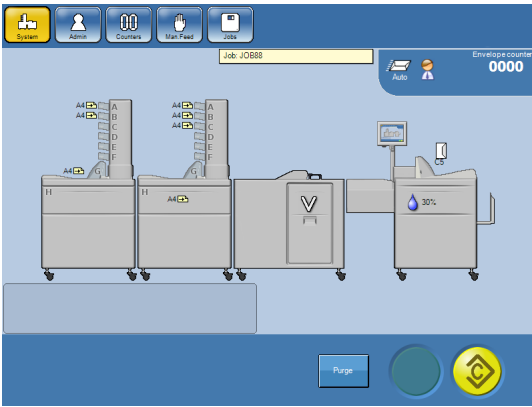 System
Admin
Counters
Man.Feed
Jobs
Job: JOB88
Auto
Envelope counter
0000
A4
A4
A
B
C
D
E
F
A4
G
H
A4
A4
A4
A
B
C
D
E
F
G
H
A4
C5
30%
Purge
C